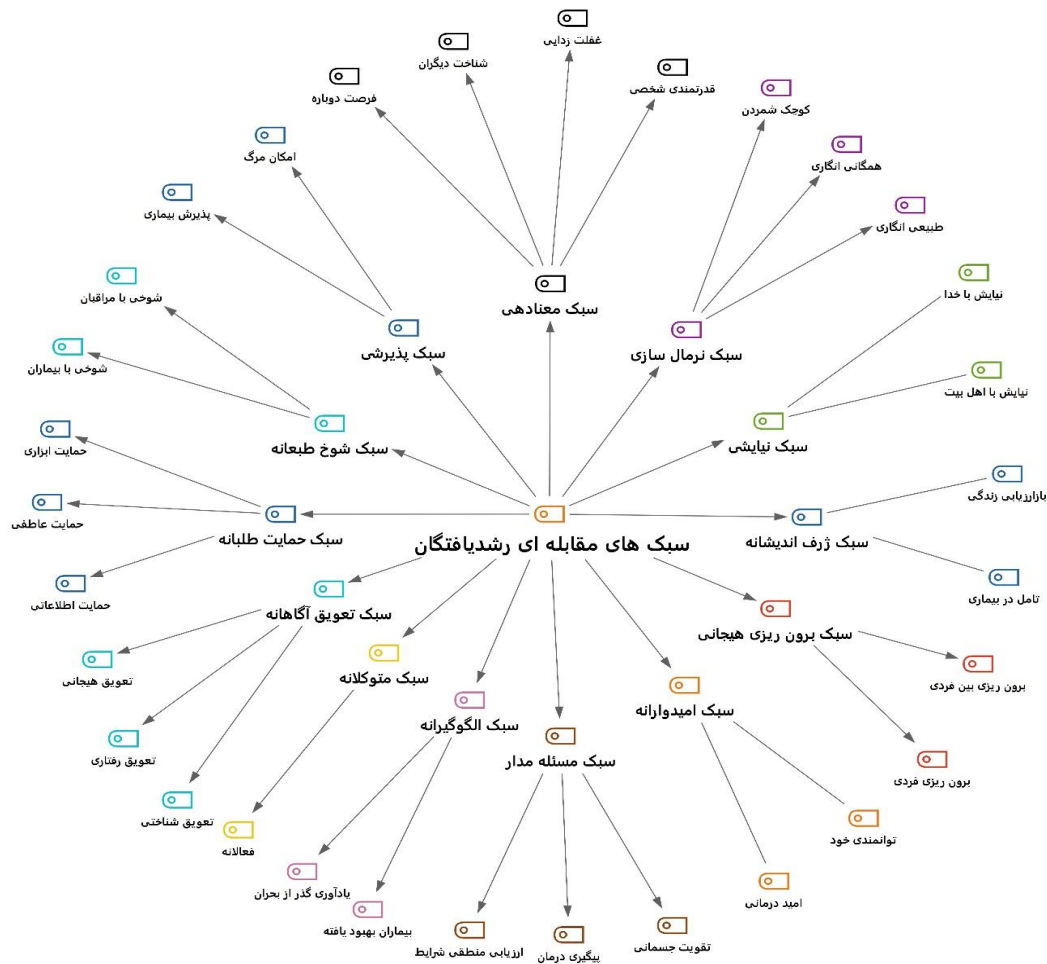 غفلت زدایی
شناخت دیگران
قدرتمندی شخصی
فرصت دوباره
کوچک شمردن
امکان مرگ
همگانی انگاری
پذیرش بیماری
طبیعی انگاری
شوخی با مراقبان
سبک معنادهی
نیایش با خدا
سبک پذیرشی
سبک نرمال سازی
شوخی با بیماران
نیایش با اهل بیت
حمایت ابزاری
سبک شوخ طبعانه
سبک نیایشی
بازارزیابی زندگی
حمایت عاطفی
سبک حمایت طلبانه
سبک های مقابله ای رشدیافتگان
سبک ژرف اندیشانه
حمایت اطلاعاتی
تامل در بیماری
سبک تعویق آگاهانه
سبک برون ریزی هیجانی
تعویق هیجانی
سبک متوکلانه
برون ریزی بین فردی
سبک الگوگیرانه
سبک امیدوارانه
تعویق رفتاری
سبک مسئله مدار
برون ریزی فردی
تعویق شناختی
فعالانه
توانمندی خود
یادآوری گذر از بحران
امید درمانی
بیماران بهبود یافته
ارزیابی منطقی شرایط
پیگیری درمان
تقویت جسمانی